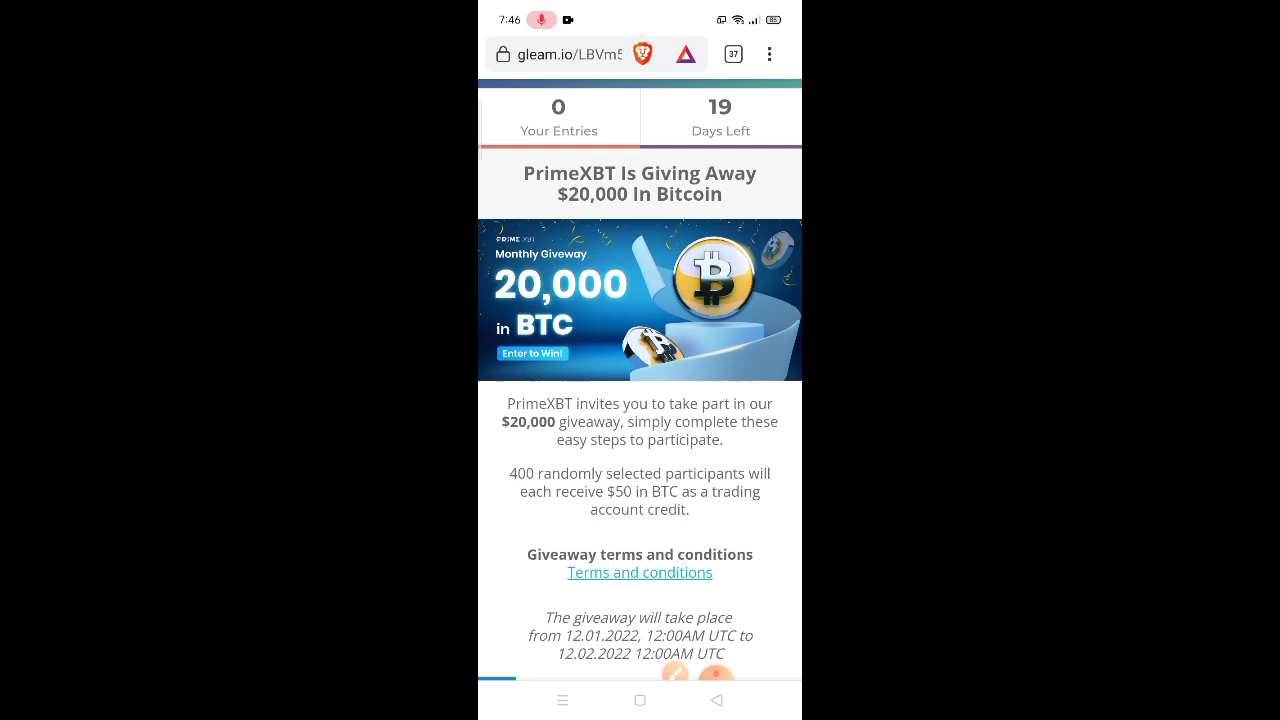 7:46
85
gleam.io/LBVm5
37
0
19
Your Entries
Days Left
PrimeXBT Is Giving Away
$20,000 In Bitcoin
PRIME XBT
Monthly Giveway
20,000
in BTC
Enter to Win!
PrimeXBT invites you to take part in our
$20,000 giveaway, simply complete these
easy steps to participate.
400 randomly selected participants will
each receive $50 in BTC as a trading
account credit.
Giveaway terms and conditions
Terms and conditions
The giveaway will take place
from 12.01.2022, 12:00AM UTC to
12.02.2022 12:00AM UTC